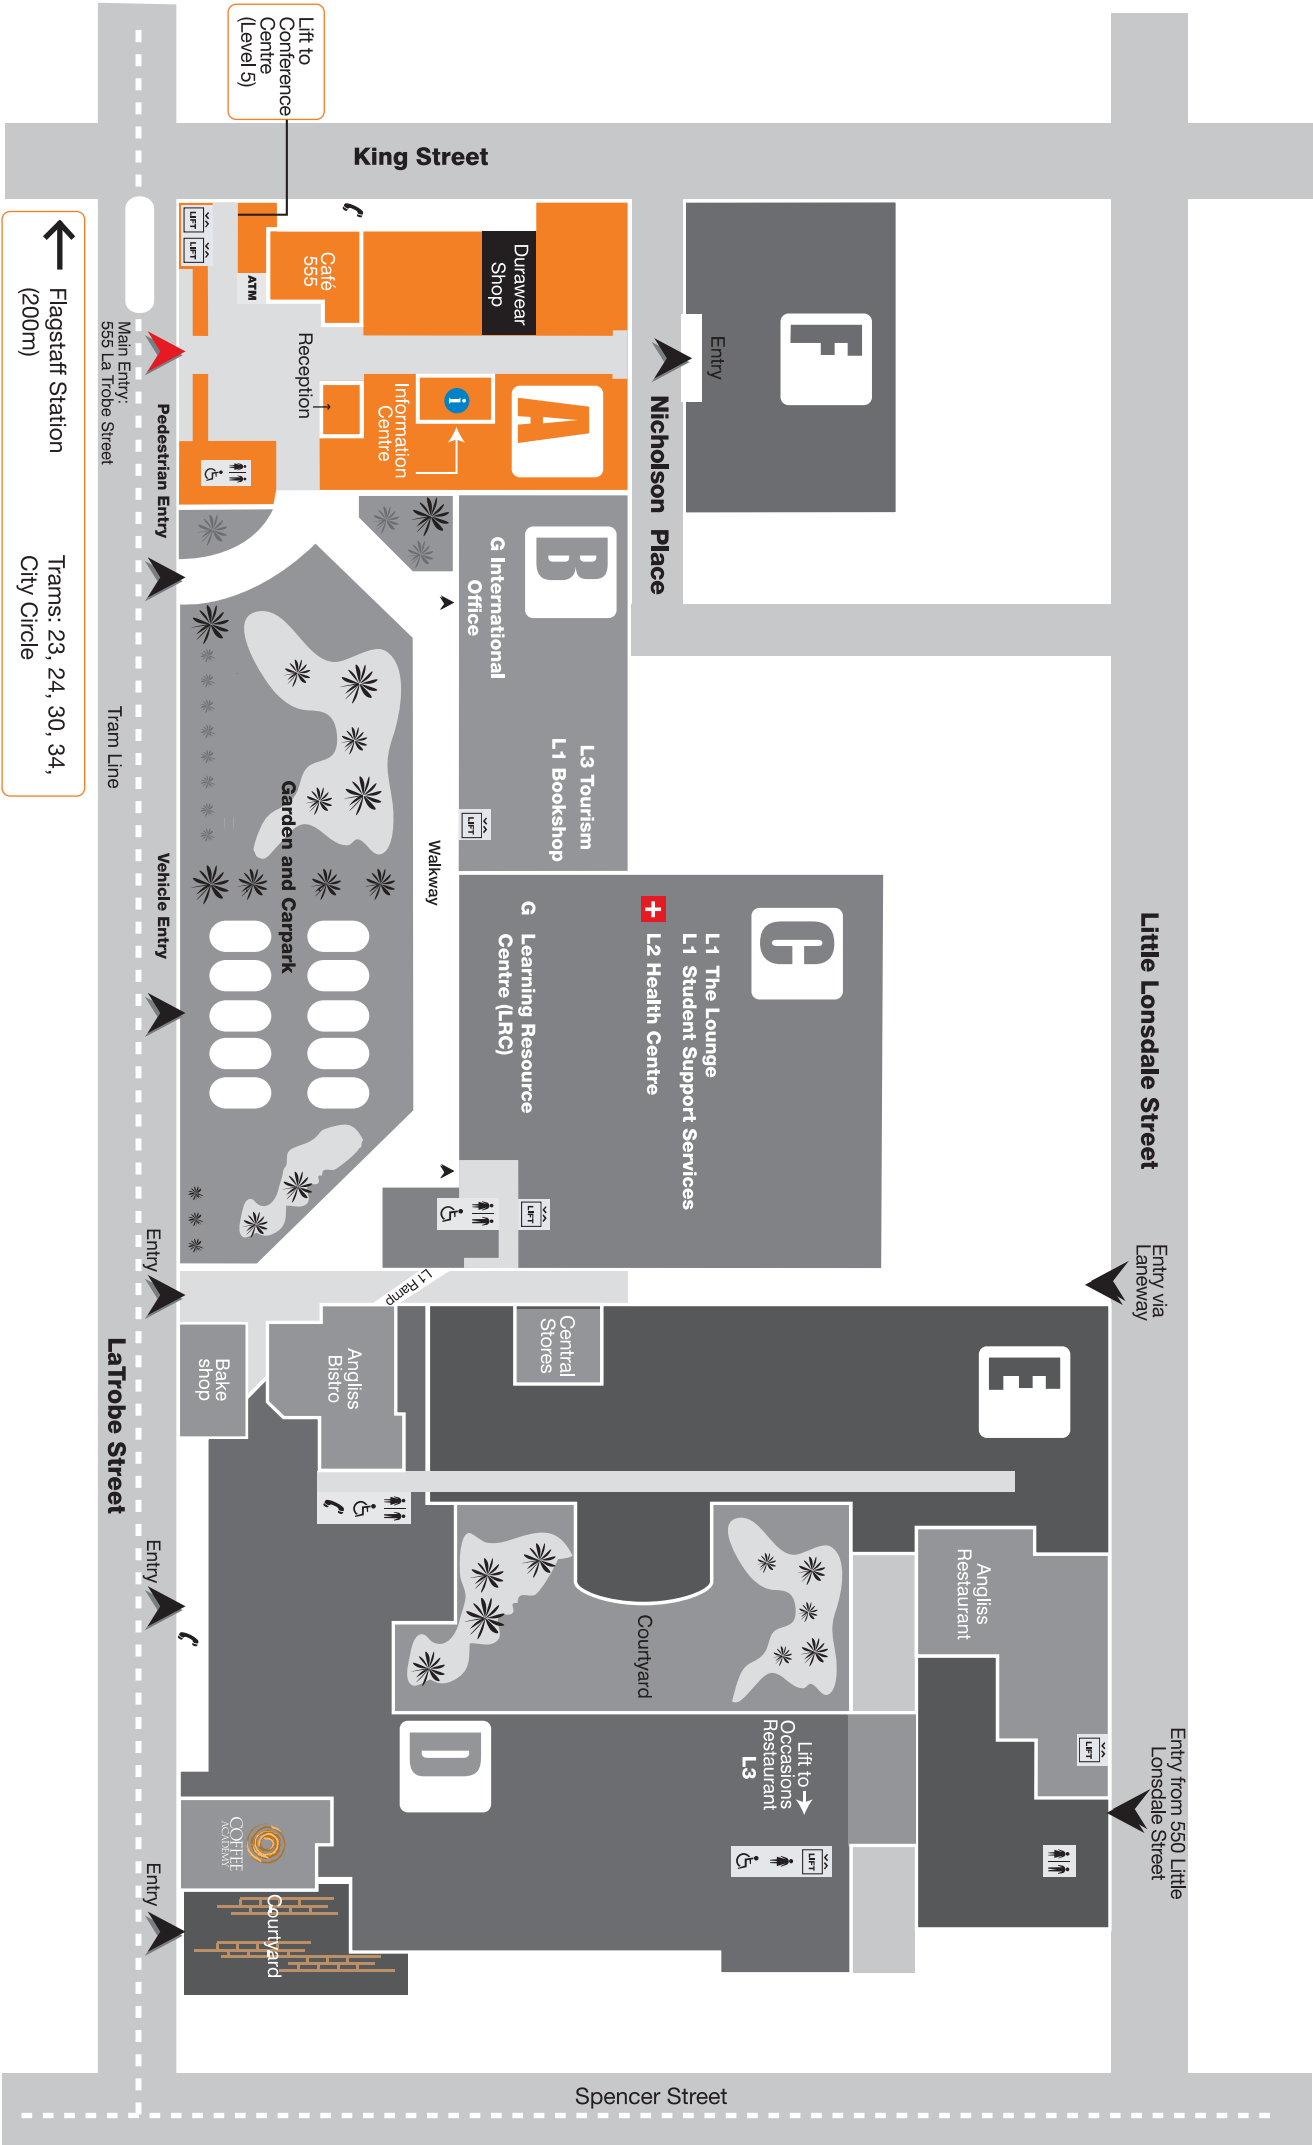 Lift to
Conference
Centre
(Level 5)
King Street
Flagstaff Station
(200m)
Trams: 23, 24, 30, 34,
City Circle
LIFT
LIFT
ATM
Café
555
Durawear
Shop
Main Entry:
555 La Trobe Street
Reception
Information
Centre
i
A
Entry
F
Nicholson Place
Pedestrian Entry
B
G International
Office
L3 Tourism
L1 Bookshop
LIFT
Tram Line
Garden and Carpark
Walkway
Vehicle Entry
C
L1 The Lounge
L1 Student Support Services
L2 Health Centre
G Learning Resource
Centre (LRC)
LIFT
Little Lonsdale Street
Entry via
Laneway
Entry
L1 Ramp
LaTrobe Street
Bake
shop
Angliss
Bistro
Central
Stores
E
Angliss
Restaurant
Courtyard
Entry
D
Lift to
Occasions
Restaurant
L3
LIFT
LIFT
Entry from 550 Little
Lonsdale Street
COFFEE
ACADEMY
Entry
Courtyard
Spencer Street